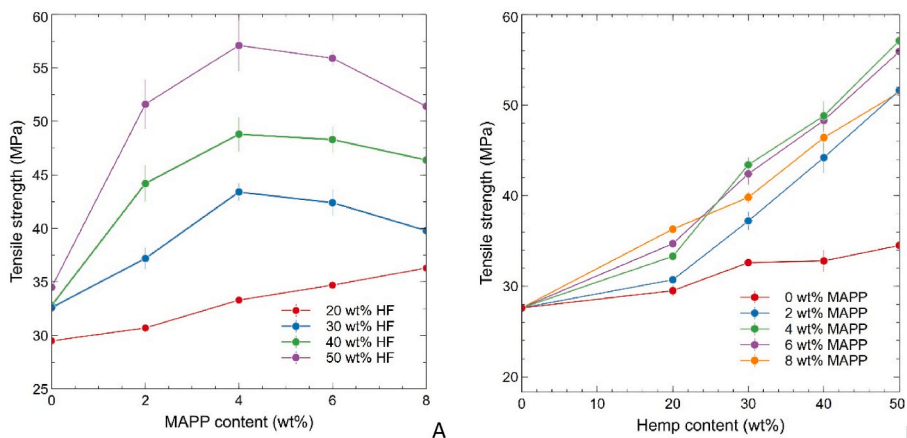 60
55
50
45
40
35
30
25
Tensile strength (MPa)
20 wt% HF
30 wt% HF
40 wt% HF
50 wt% HF
0 2 4 6 8
MAPP content (wt%)
A
60
50
40
30
20
Tensile strength (MPa)
0 wt% MAPP
2 wt% MAPP
4 wt% MAPP
6 wt% MAPP
8 wt% MAPP
0 10 20 30 40 50
Hemp content (wt%)